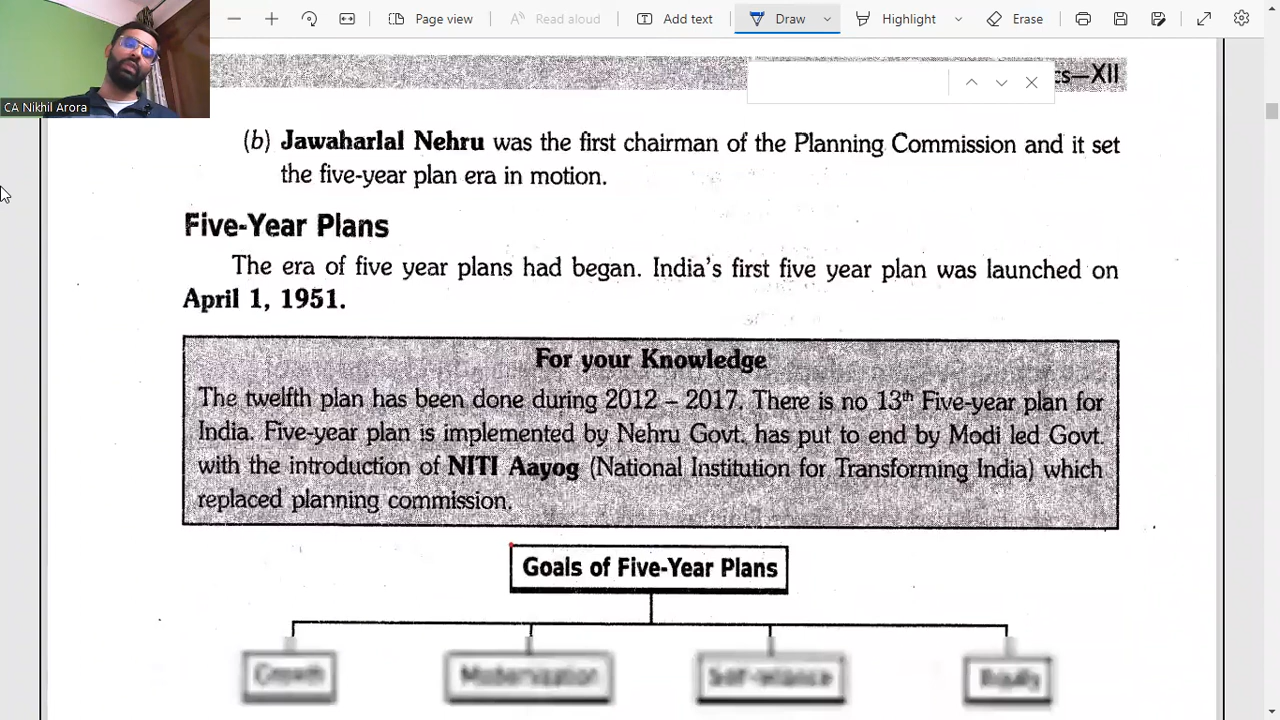 Page view
Read aloud
Add text
Draw
Highlight
Erase
CA Nikhil Arora
cs—XII
(b) Jawaharlal Nehru was the first chairman of the Planning Commission and it set
the five-year plan era in motion.
Five-Year Plans
The era of five year plans had began. India's first five year plan was launched on
April 1, 1951.
For your Knowledge
The twelfth plan has been done during 2012 – 2017. There is no 13th Five-year plan for
India. Five-year plan is implemented by Nehru Govt. has put to end by Modi led Govt.
with the introduction of NITI Aayog (National Institution for Transforming India) which
replaced planning commission.
Goals of Five-Year Plans
Growth
Modernisation
Self-reliance
Equity